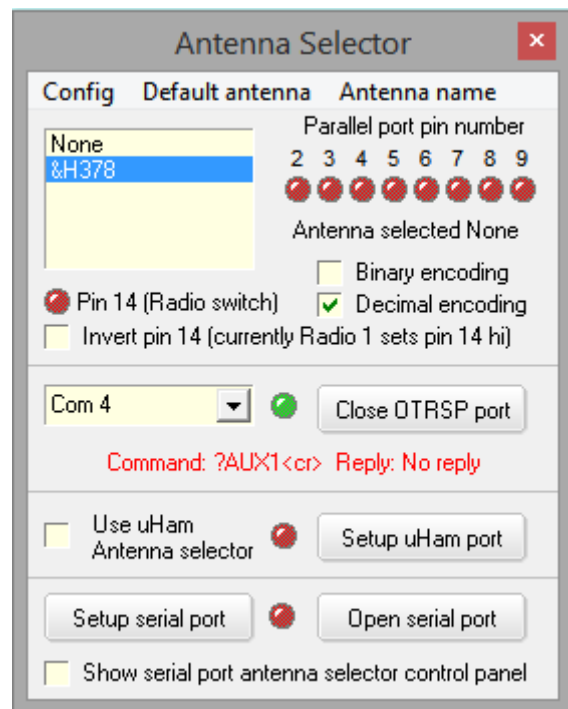 Antenna Selector
Config Default antenna Antenna name
None
&H378
Parallel port pin number
2 3 4 5 6 7 8 9
Antenna selected None
Binary encoding
Pin 14 (Radio switch)
Decimal encoding
Invert pin 14 (currently Radio 1 sets pin 14 hi)
Com 4
Close OTRSP port
Command: ?AUX1<cr> Reply: No reply
Use uHam
Antenna selector
Setup uHam port
Setup serial port
Open serial port
Show serial port antenna selector control panel